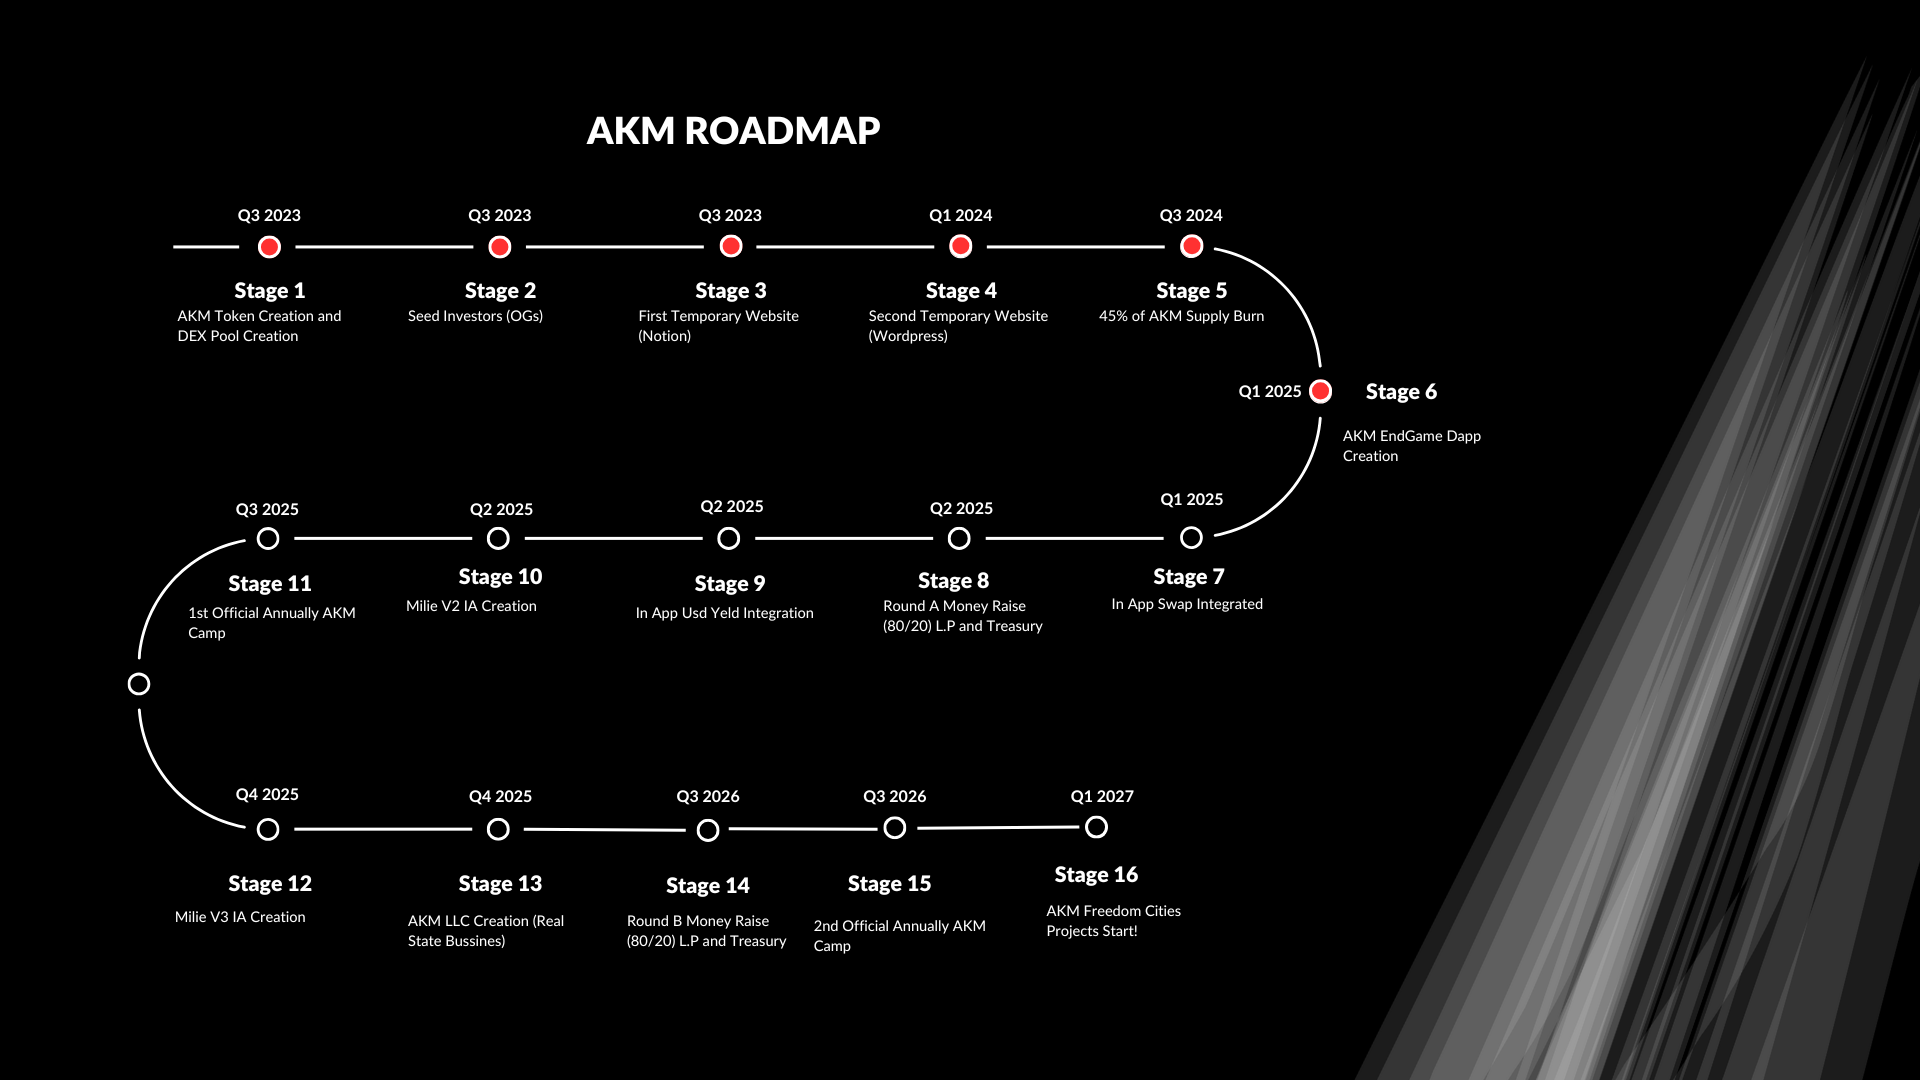 AKM ROADMAP
Q3 2023
Stage 1
AKM Token Creation and
DEX Pool Creation
Q3 2023
Stage 2
Seed Investors (OGs)
Q3 2023
Stage 3
First Temporary Website
(Notion)
Q1 2024
Stage 4
Second Temporary Website
(Wordpress)
Q3 2024
Stage 5
45% of AKM Supply Burn
Q1 2025
Stage 6
AKM EndGame Dapp
Creation
Q1 2025
Stage 7
In App Swap Integrated
Q2 2025
Stage 8
Round A Money Raise
(80/20) L.P and Treasury
Q2 2025
Stage 9
In App Usd Yeld Integration
Q2 2025
Stage 10
Milie V2 IA Creation
Q3 2025
Stage 11
1st Official Annually AKM
Camp
Q4 2025
Stage 12
Milie V3 IA Creation
Q4 2025
Stage 13
AKM LLC Creation (Real
State Bussines)
Q3 2026
Stage 14
Round B Money Raise
(80/20) L.P and Treasury
Q3 2026
Stage 15
2nd Official Annually AKM
Camp
Q1 2027
Stage 16
AKM Freedom Cities
Projects Start!